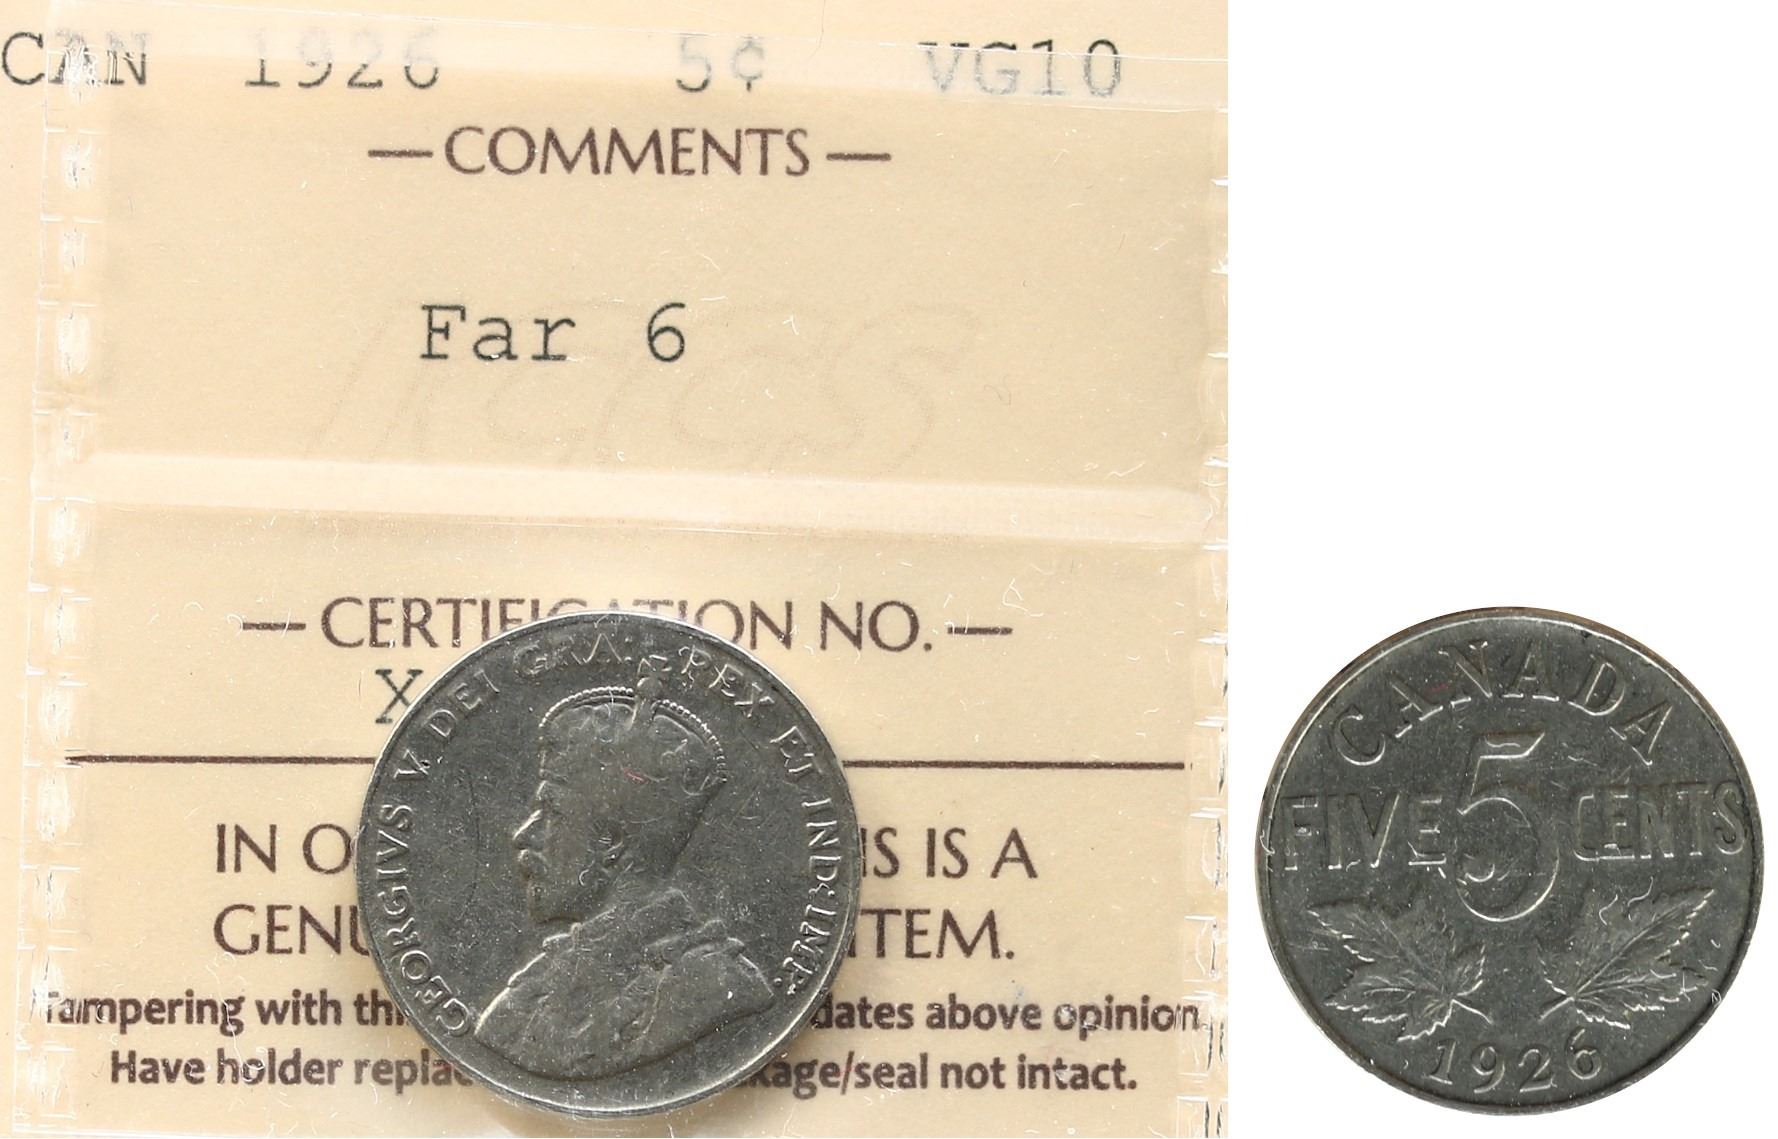 CAN 1926 5¢ VG10
—COMMENTS—
Far 6
ICCS
—CERTIFICATION NO.—
X
IN O IS IS A
GENU ITEM.
Tampering with thi dates above opinion.
Have holder replac kage/seal not intact.
GEORGIVS V DEI GRA: REX ET IND: IMP:
CANADA
FIVE 5 CENTS
1926